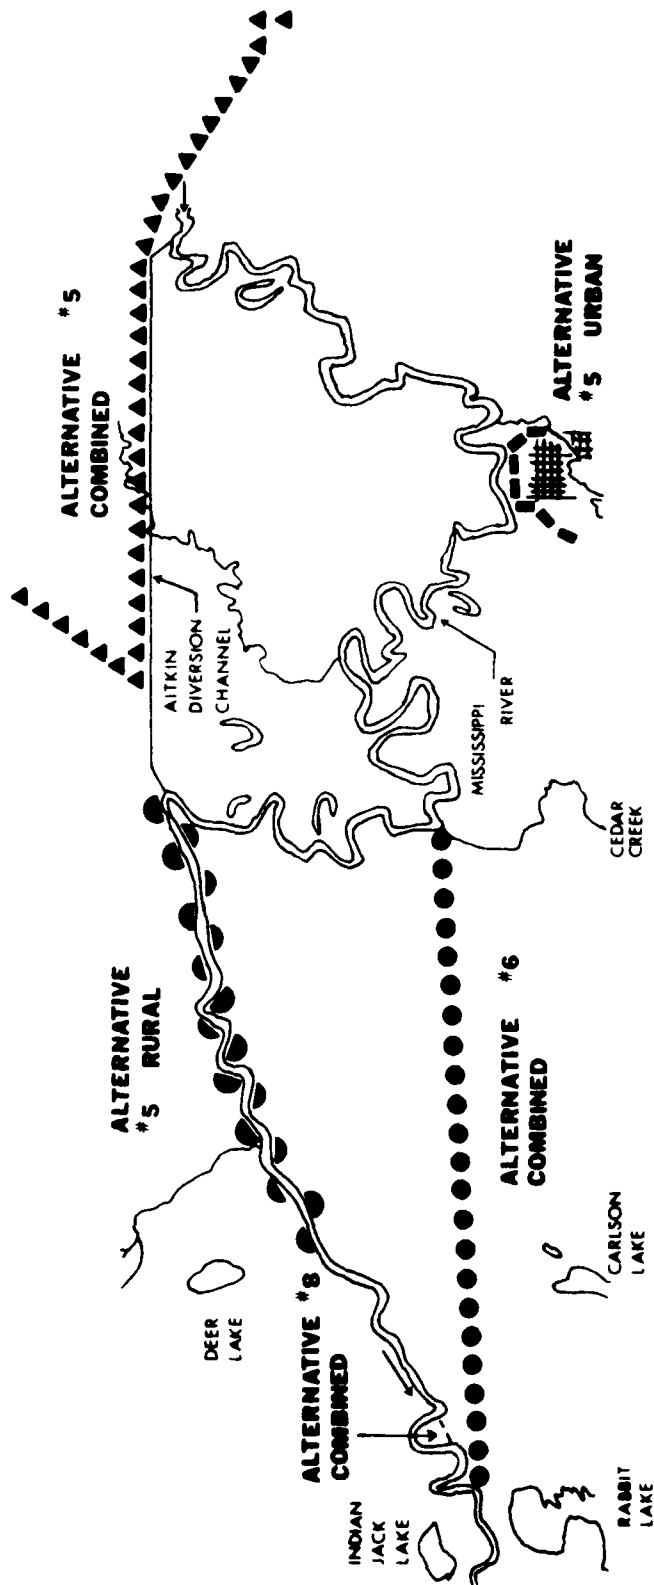 ALTERNATIVE #5
COMBINED
AITKIN
DIVERSION
CHANNEL
ALTERNATIVE
#5 RURAL
DEER
LAKE
ALTERNATIVE #8
COMBINED
INDIAN
JACK
LAKE
MISSISSIPPI
RIVER
ALTERNATIVE
#5 URBAN
CEDAR
CREEK
ALTERNATIVE #6
COMBINED
CARLSON
LAKE
RABBIT
LAKE